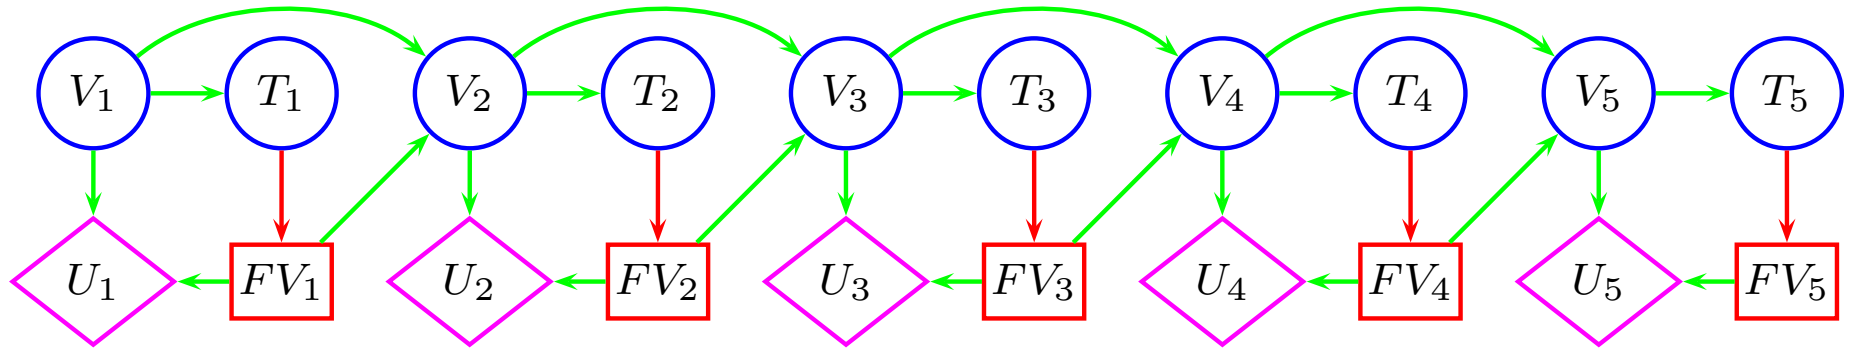 V₁ T₁ V₂ T₂ V₃ T₃ V₄ T₄ V₅ T₅
U₁ FV₁ U₂ FV₂ U₃ FV₃ U₄ FV₄ U₅ FV₅